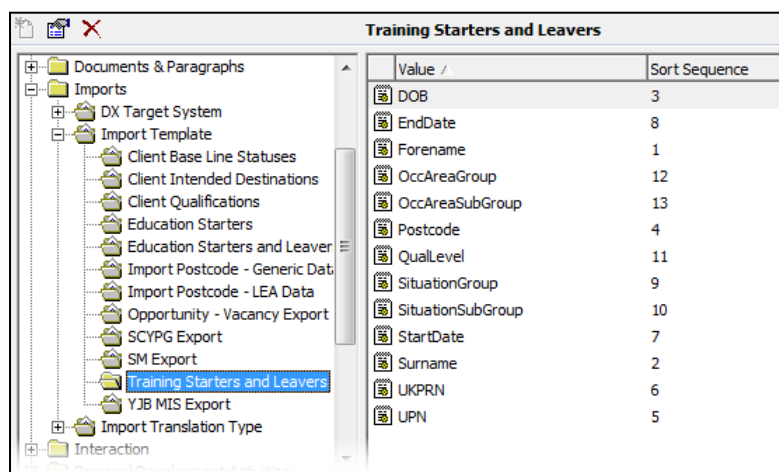 Training Starters and Leavers
Documents & Paragraphs
Imports
DX Target System
Import Template
Client Base Line Statuses
Client Intended Destinations
Client Qualifications
Education Starters
Education Starters and Leaver
Import Postcode - Generic Dat
Import Postcode - LEA Data
Opportunity - Vacancy Export
SCYPG Export
SM Export
Training Starters and Leavers
YJB MIS Export
Import Translation Type
Interaction
Value Sort Sequence
DOB 3
EndDate 8
Forename 1
OccAreaGroup 12
OccAreaSubGroup 13
Postcode 4
QualLevel 11
SituationGroup 9
SituationSubGroup 10
StartDate 7
Surname 2
UKPRN 6
UPN 5